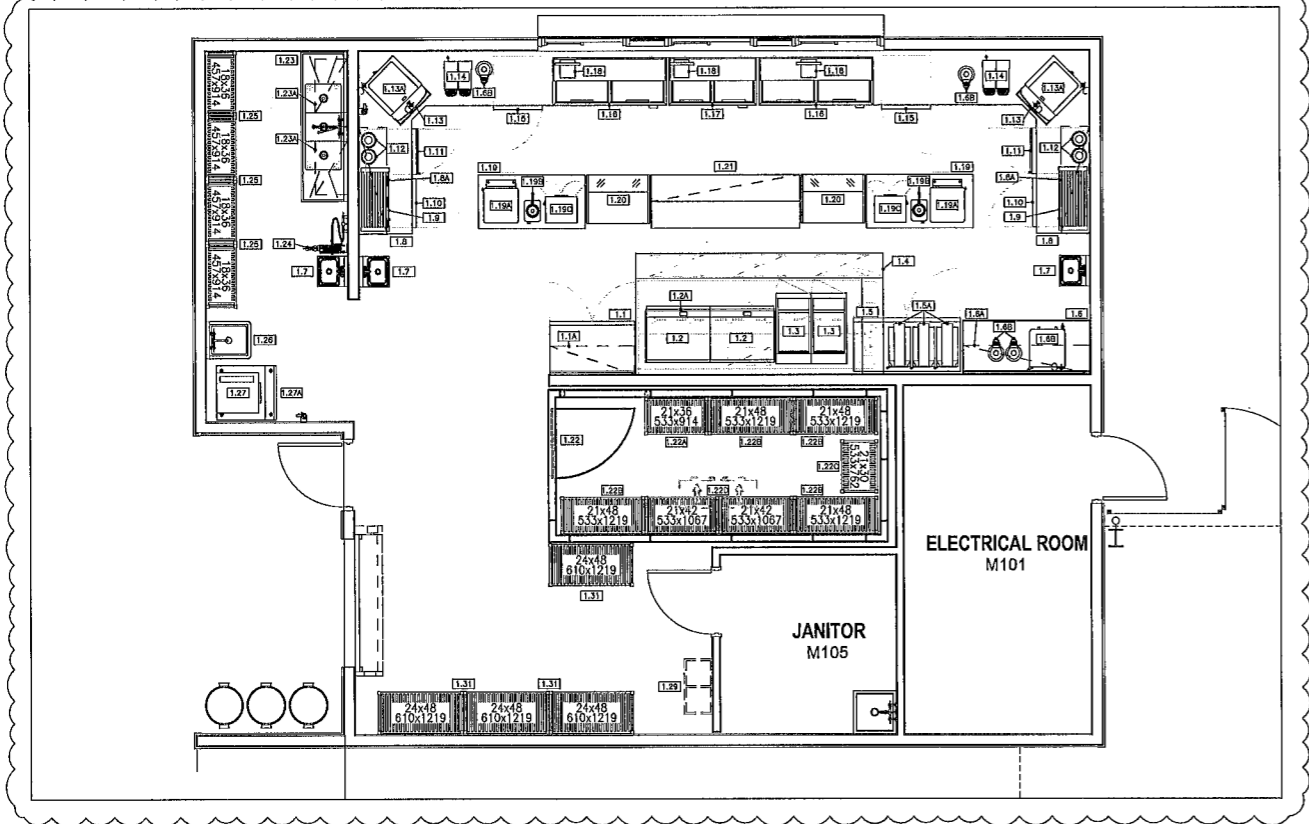 1.23
1.13A
1.14
1.6B
1.18
1.18
1.18
1.6B
1.14
1.13A
18x36
457x914
1.23A
1.25
1.13
1.15
1.16
1.17
1.16
1.15
1.13
18x36
457x914
1.23A
1.12
1.11
1.11
1.12
1.25
1.6A
1.19
1.21
1.19
1.6A
18x36
457x914
1.10
1.19A
1.19B
1.19C
1.20
1.20
1.19C
1.19B
1.19A
1.10
1.9
1.9
1.25
1.24
1.8
1.8
18x36
457x914
1.7
1.7
1.4
1.7
1.2A
1.1
1.5
1.5A
1.6A
1.6
1.26
1.1A
1.2
1.2
1.3
1.3
1.6B
1.6B
1.27
1.27A
21x36
533x914
21x48
533x1219
21x48
533x1219
1.22
1.22A
1.22B
1.22B
21x30
533x762
1.22C
1.22B
1.22D
1.22B
21x48
533x1219
21x42
533x1067
21x42
533x1067
21x48
533x1219
ELECTRICAL ROOM
M101
24x48
610x1219
1.31
JANITOR
M105
1.31
1.31
1.29
24x48
610x1219
24x48
610x1219
24x48
610x1219